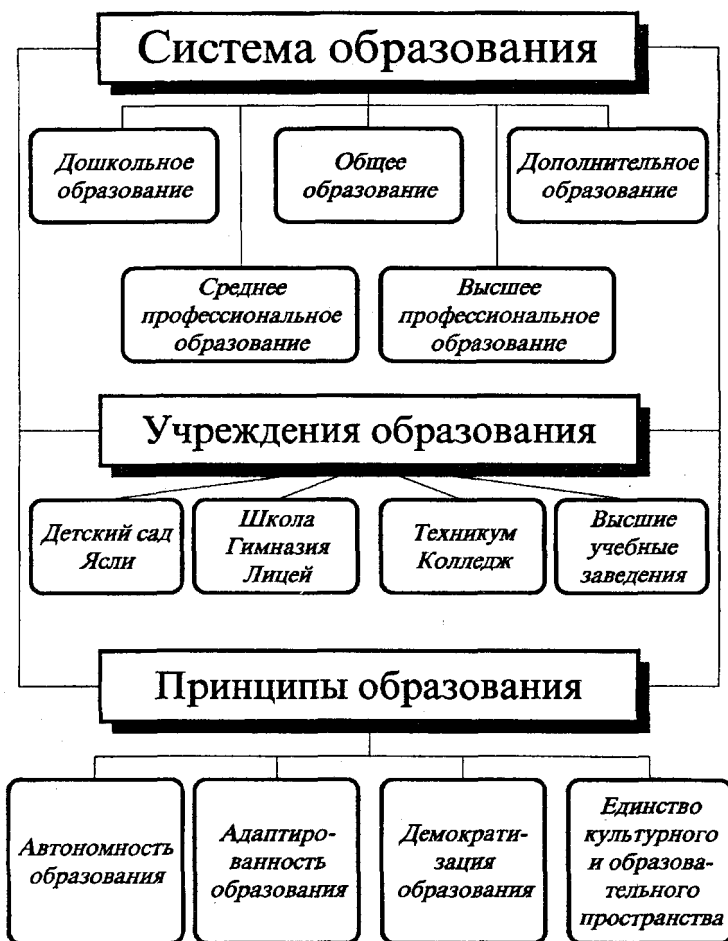 Система образования
Дошкольное
образование
Общее
образование
Дополнительное
образование
Среднее
профессиональное
образование
Высшее
профессиональное
образование
Учреждения образования
Детский сад
Ясли
Школа
Гимназия
Лицей
Техникум
Колледж
Высшие
учебные
заведения
Принципы образования
Автономность
образования
Адаптиро-
ванность
образования
Демократи-
зация
образования
Единство
культурного
и образова-
тельного
пространства